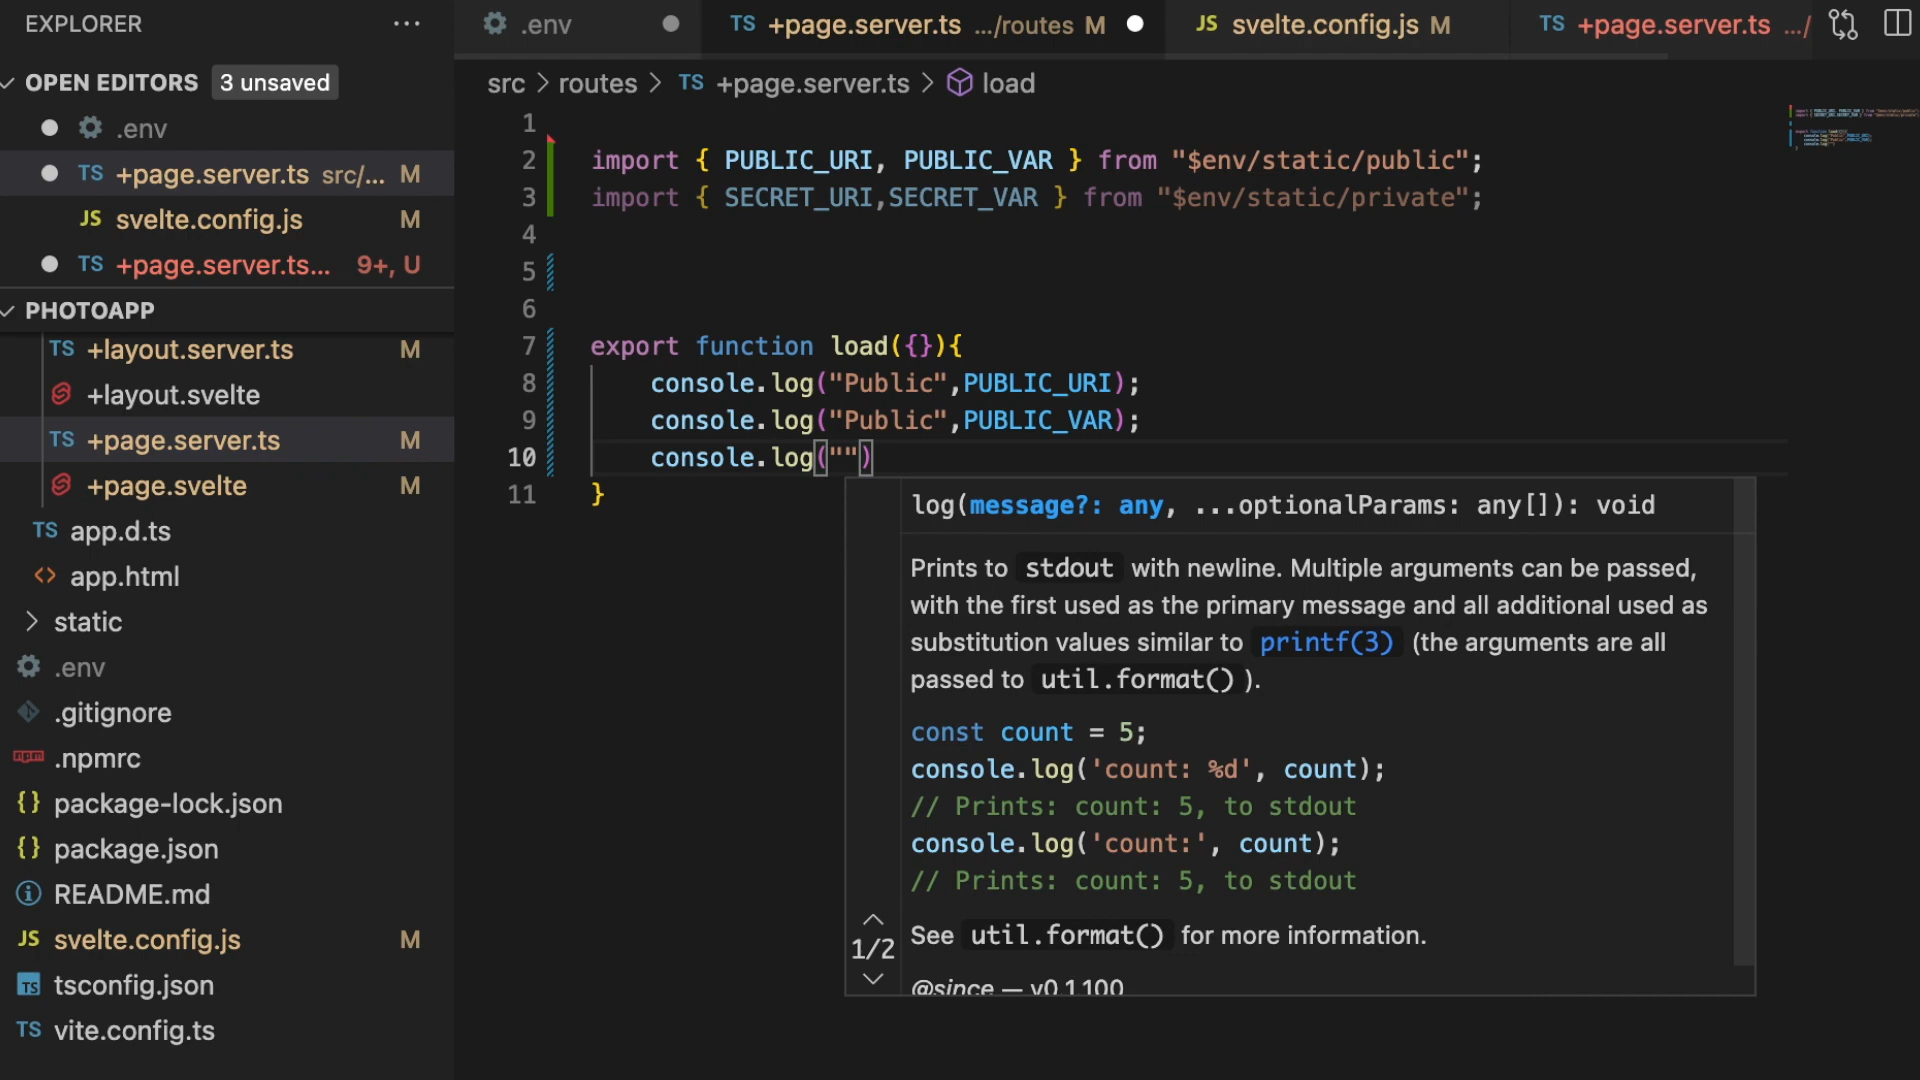 EXPLORER
OPEN EDITORS 3 unsaved
.env
TS +page.server.ts src/... M
JS svelte.config.js M
TS +page.server.ts... 9+, U
PHOTOAPP
TS +layout.server.ts M
+layout.svelte
TS +page.server.ts M
+page.svelte M
TS app.d.ts
<> app.html
static
.env
.gitignore
npm .npmrc
{} package-lock.json
{} package.json
README.md
JS svelte.config.js M
TS tsconfig.json
TS vite.config.ts
.env TS +page.server.ts .../routes M JS svelte.config.js M TS +page.server.ts .../
src > routes > TS +page.server.ts > load
1
2 import { PUBLIC_URI, PUBLIC_VAR } from "$env/static/public";
3 import { SECRET_URI,SECRET_VAR } from "$env/static/private";
4
5
6
7 export function load({}){
8 console.log("Public",PUBLIC_URI);
9 console.log("Public",PUBLIC_VAR);
10 console.log("")
11 }
log(message?: any, ...optionalParams: any[]): void
Prints to stdout with newline. Multiple arguments can be passed,
with the first used as the primary message and all additional used as
substitution values similar to printf(3) (the arguments are all
passed to util.format() ).
const count = 5;
console.log('count: %d', count);
// Prints: count: 5, to stdout
console.log('count:', count);
// Prints: count: 5, to stdout
See util.format() for more information.
1/2
@since — v0.1.100